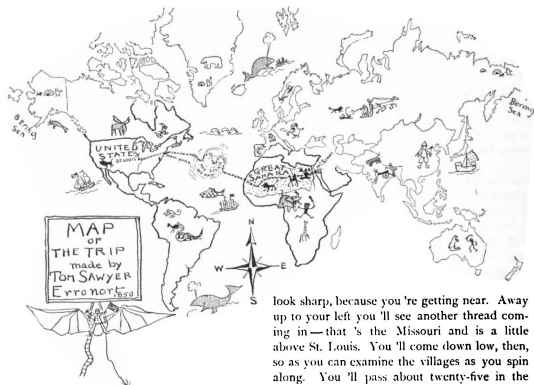 Bering
Sea
Bering
Sea
UNITED
STATES
St Louis
GREAT
SAHARA
N
W
E
S
MAP
OF
THE TRIP
made by
Tom Sawyer
Erronort
1850
look sharp, because you 're getting near. Away
up to your left you 'll see another thread com-
ing in — that 's the Missouri and is a little
above St. Louis. You 'll come down low, then,
so as you can examine the villages as you spin
along. You 'll pass about twenty-five in the